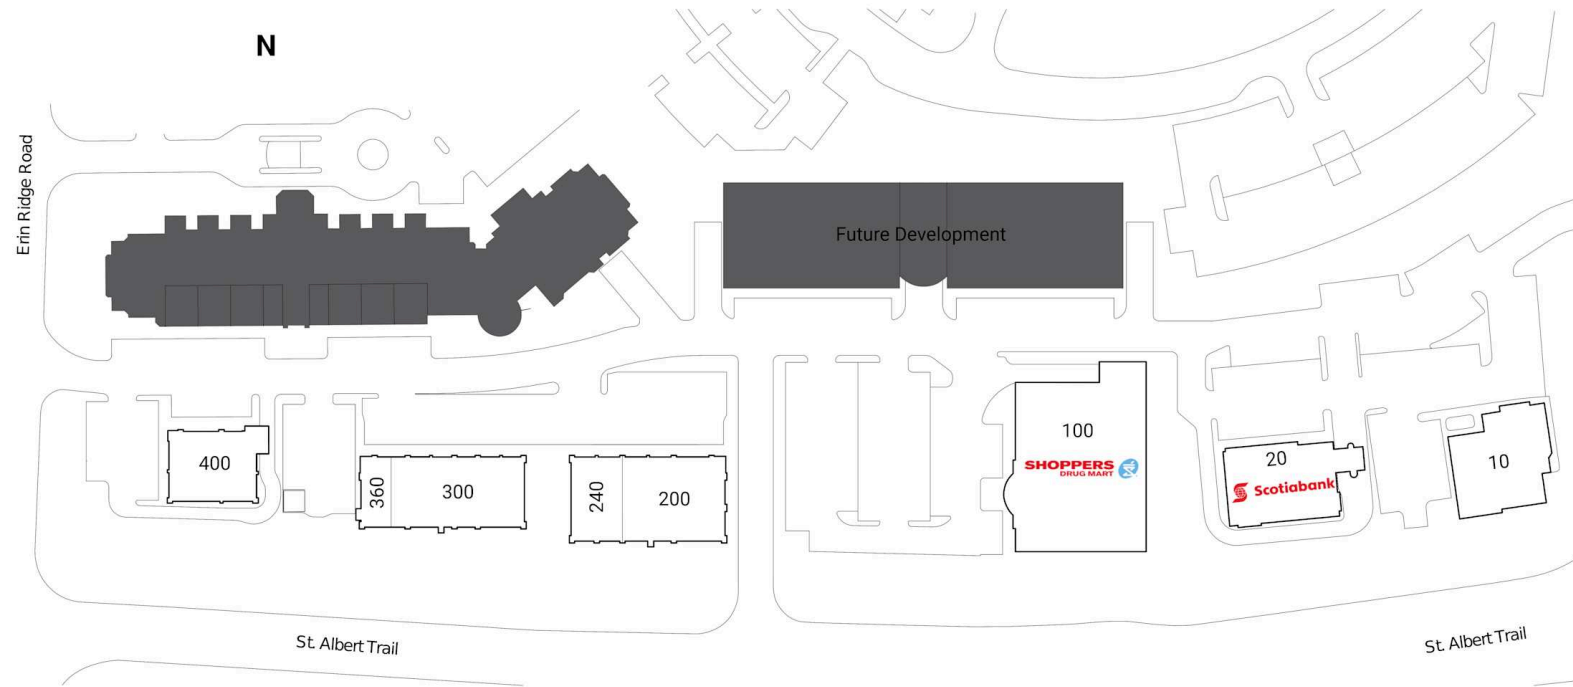 N
Erin Ridge Road
Future Development
400
360
300
240
200
100
SHOPPERS
DRUG MART
20
Scotiabank
10
St. Albert Trail
St. Albert Trail